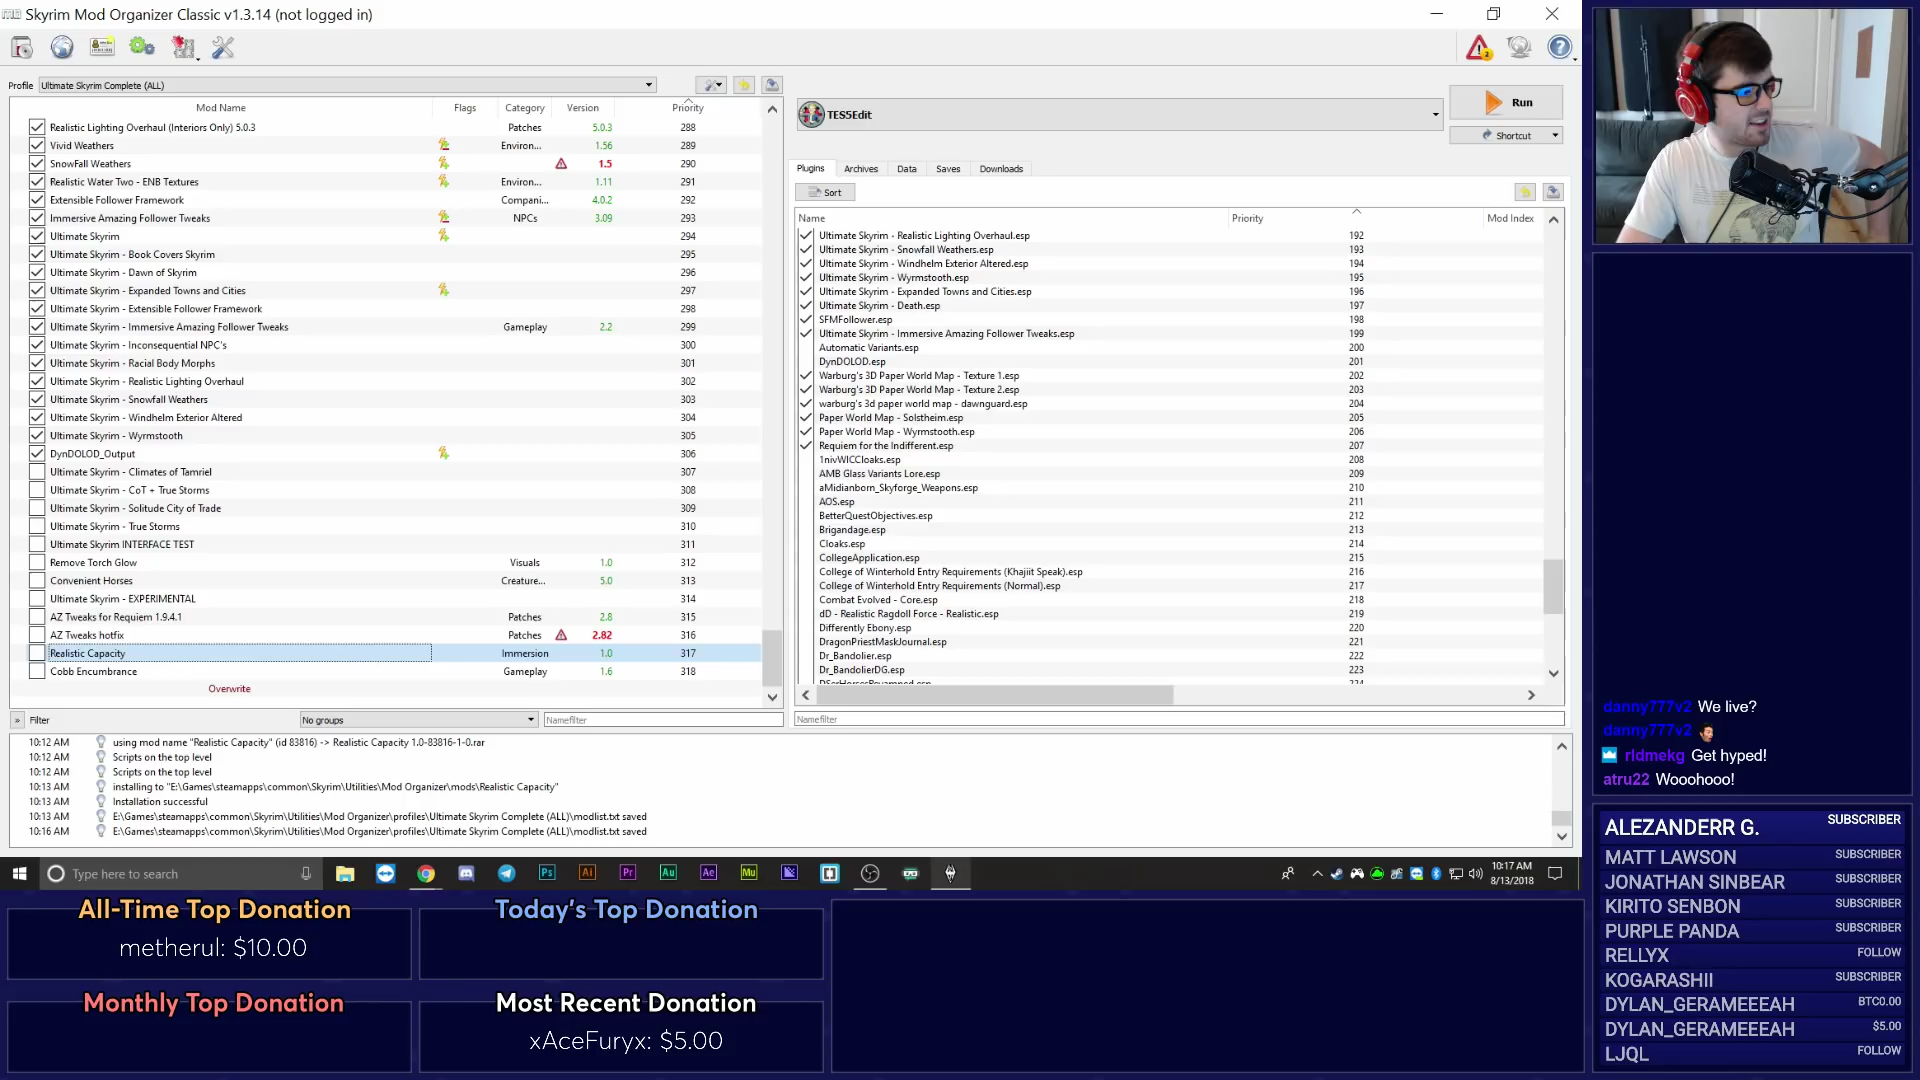 Skyrim Mod Organizer Classic v1.3.14 (not logged in)
Profile Ultimate Skyrim Complete (ALL)
Mod Name Flags Category Version Priority
Realistic Lighting Overhaul (Interiors Only) 5.0.3 Patches 5.0.3 288
Vivid Weathers Environ... 1.56 289
SnowFall Weathers 1.5 290
Realistic Water Two - ENB Textures Environ... 1.11 291
Extensible Follower Framework Compani... 4.0.2 292
Immersive Amazing Follower Tweaks NPCs 3.09 293
Ultimate Skyrim 294
Ultimate Skyrim - Book Covers Skyrim 295
Ultimate Skyrim - Dawn of Skyrim 296
Ultimate Skyrim - Expanded Towns and Cities 297
Ultimate Skyrim - Extensible Follower Framework 298
Ultimate Skyrim - Immersive Amazing Follower Tweaks Gameplay 2.2 299
Ultimate Skyrim - Inconsequential NPC's 300
Ultimate Skyrim - Racial Body Morphs 301
Ultimate Skyrim - Realistic Lighting Overhaul 302
Ultimate Skyrim - Snowfall Weathers 303
Ultimate Skyrim - Windhelm Exterior Altered 304
Ultimate Skyrim - Wyrmstooth 305
DynDOLOD_Output 306
Ultimate Skyrim - Climates of Tamriel 307
Ultimate Skyrim - CoT + True Storms 308
Ultimate Skyrim - Solitude City of Trade 309
Ultimate Skyrim - True Storms 310
Ultimate Skyrim INTERFACE TEST 311
Remove Torch Glow Visuals 1.0 312
Convenient Horses Creature... 5.0 313
Ultimate Skyrim - EXPERIMENTAL 314
AZ Tweaks for Requiem 1.9.4.1 Patches 2.8 315
AZ Tweaks hotfix Patches 2.82 316
Realistic Capacity Immersion 1.0 317
Cobb Encumbrance Gameplay 1.6 318
Overwrite
» Filter No groups Namefilter
TES5Edit
Run
Shortcut
Plugins Archives Data Saves Downloads
Sort
Name Priority Mod Index
Ultimate Skyrim - Realistic Lighting Overhaul.esp 192
Ultimate Skyrim - Snowfall Weathers.esp 193
Ultimate Skyrim - Windhelm Exterior Altered.esp 194
Ultimate Skyrim - Wyrmstooth.esp 195
Ultimate Skyrim - Expanded Towns and Cities.esp 196
Ultimate Skyrim - Death.esp 197
SFMFollower.esp 198
Ultimate Skyrim - Immersive Amazing Follower Tweaks.esp 199
Automatic Variants.esp 200
DynDOLOD.esp 201
Warburg's 3D Paper World Map - Texture 1.esp 202
Warburg's 3D Paper World Map - Texture 2.esp 203
warburg's 3d paper world map - dawnguard.esp 204
Paper World Map - Solstheim.esp 205
Paper World Map - Wyrmstooth.esp 206
Requiem for the Indifferent.esp 207
1nivWICCloaks.esp 208
AMB Glass Variants Lore.esp 209
aMidianborn_Skyforge_Weapons.esp 210
AOS.esp 211
BetterQuestObjectives.esp 212
Brigandage.esp 213
Cloaks.esp 214
CollegeApplication.esp 215
College of Winterhold Entry Requirements (Khajiit Speak).esp 216
College of Winterhold Entry Requirements (Normal).esp 217
Combat Evolved - Core.esp 218
dD - Realistic Ragdoll Force - Realistic.esp 219
Differently Ebony.esp 220
DragonPriestMaskJournal.esp 221
Dr_Bandolier.esp 222
Dr_BandolierDG.esp 223
DSerHorsesRevamped.esp 224
Namefilter
10:12 AM using mod name "Realistic Capacity" (id 83816) -> Realistic Capacity 1.0-83816-1-0.rar
10:12 AM Scripts on the top level
10:12 AM Scripts on the top level
10:13 AM installing to "E:\Games\steamapps\common\Skyrim\Utilities\Mod Organizer\mods\Realistic Capacity"
10:13 AM Installation successful
10:13 AM E:\Games\steamapps\common\Skyrim\Utilities\Mod Organizer\profiles\Ultimate Skyrim Complete (ALL)\modlist.txt saved
10:16 AM E:\Games\steamapps\common\Skyrim\Utilities\Mod Organizer\profiles\Ultimate Skyrim Complete (ALL)\modlist.txt saved
Type here to search
Ps Ai Pr Au Ae Mu
10:17 AM
8/13/2018
danny777v2 We live?
danny777v2
rldmekg Get hyped!
atru22 Wooohooo!
All-Time Top Donation
metherul: $10.00
Today's Top Donation
Monthly Top Donation
Most Recent Donation
xAceFuryx: $5.00
ALEZANDERR G. SUBSCRIBER
MATT LAWSON SUBSCRIBER
JONATHAN SINBEAR SUBSCRIBER
KIRITO SENBON SUBSCRIBER
PURPLE PANDA SUBSCRIBER
RELLYX FOLLOW
KOGARASHII SUBSCRIBER
DYLAN_GERAMEEEAH BTC0.00
DYLAN_GERAMEEEAH $5.00
LJQL FOLLOW